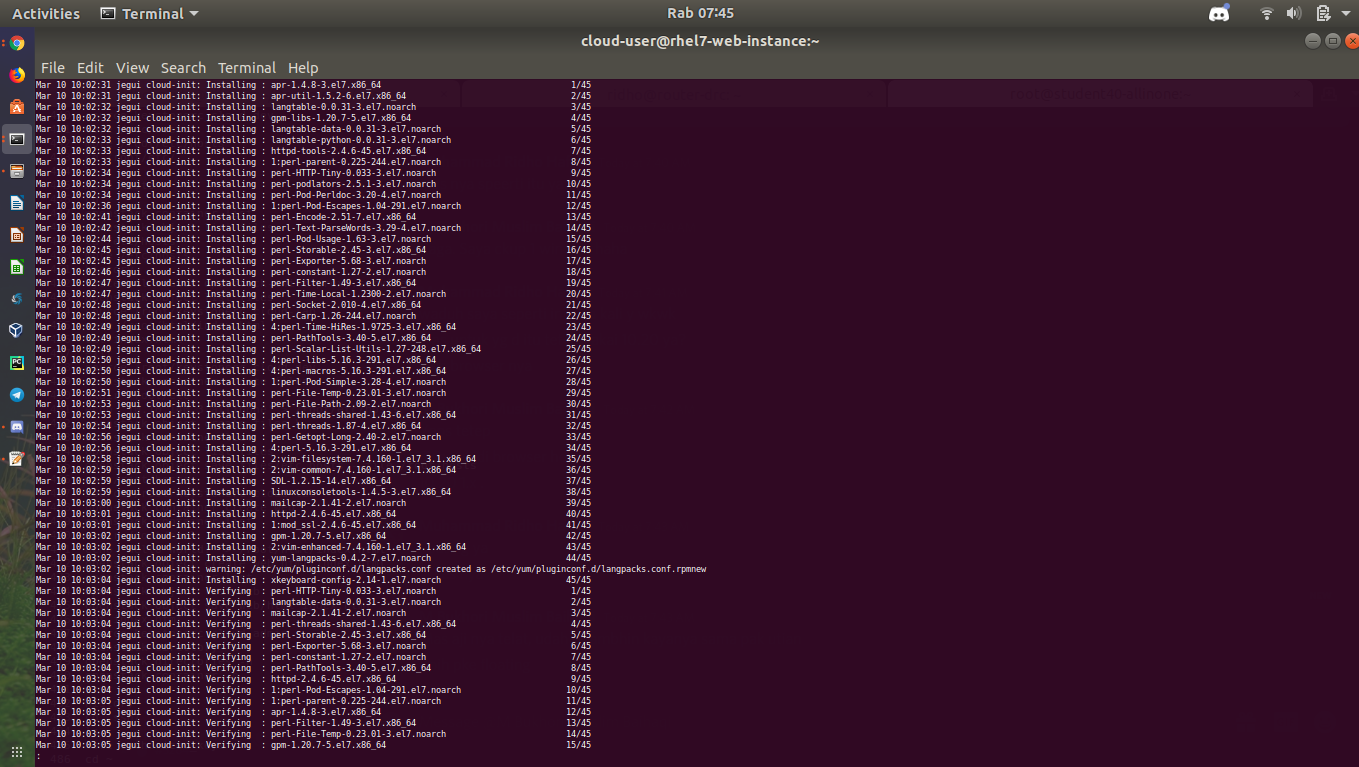 Activities Terminal Rab 07:45
cloud-user@rhel7-web-instance:~
File Edit View Search Terminal Help
Mar 10 10:02:31 jegui cloud-init: Installing : apr-1.4.8-3.el7.x86_64 1/45
Mar 10 10:02:31 jegui cloud-init: Installing : apr-util-1.5.2-6.el7.x86_64 2/45
Mar 10 10:02:32 jegui cloud-init: Installing : langtable-0.0.31-3.el7.noarch 3/45
Mar 10 10:02:32 jegui cloud-init: Installing : gpm-libs-1.20.7-5.el7.x86_64 4/45
Mar 10 10:02:32 jegui cloud-init: Installing : langtable-data-0.0.31-3.el7.noarch 5/45
Mar 10 10:02:33 jegui cloud-init: Installing : langtable-python-0.0.31-3.el7.noarch 6/45
Mar 10 10:02:33 jegui cloud-init: Installing : httpd-tools-2.4.6-45.el7.x86_64 7/45
Mar 10 10:02:33 jegui cloud-init: Installing : 1:perl-parent-0.225-244.el7.noarch 8/45
Mar 10 10:02:34 jegui cloud-init: Installing : perl-HTTP-Tiny-0.033-3.el7.noarch 9/45
Mar 10 10:02:34 jegui cloud-init: Installing : perl-podlators-2.5.1-3.el7.noarch 10/45
Mar 10 10:02:34 jegui cloud-init: Installing : perl-Pod-Perldoc-3.20-4.el7.noarch 11/45
Mar 10 10:02:36 jegui cloud-init: Installing : 1:perl-Pod-Escapes-1.04-291.el7.noarch 12/45
Mar 10 10:02:41 jegui cloud-init: Installing : perl-Encode-2.51-7.el7.x86_64 13/45
Mar 10 10:02:42 jegui cloud-init: Installing : perl-Text-ParseWords-3.29-4.el7.noarch 14/45
Mar 10 10:02:44 jegui cloud-init: Installing : perl-Pod-Usage-1.63-3.el7.noarch 15/45
Mar 10 10:02:45 jegui cloud-init: Installing : perl-Storable-2.45-3.el7.x86_64 16/45
Mar 10 10:02:45 jegui cloud-init: Installing : perl-Exporter-5.68-3.el7.noarch 17/45
Mar 10 10:02:46 jegui cloud-init: Installing : perl-constant-1.27-2.el7.noarch 18/45
Mar 10 10:02:47 jegui cloud-init: Installing : perl-Filter-1.49-3.el7.x86_64 19/45
Mar 10 10:02:47 jegui cloud-init: Installing : perl-Time-Local-1.2300-2.el7.noarch 20/45
Mar 10 10:02:48 jegui cloud-init: Installing : perl-Socket-2.010-4.el7.x86_64 21/45
Mar 10 10:02:48 jegui cloud-init: Installing : perl-Carp-1.26-244.el7.noarch 22/45
Mar 10 10:02:49 jegui cloud-init: Installing : 4:perl-Time-HiRes-1.9725-3.el7.x86_64 23/45
Mar 10 10:02:49 jegui cloud-init: Installing : perl-PathTools-3.40-5.el7.x86_64 24/45
Mar 10 10:02:49 jegui cloud-init: Installing : perl-Scalar-List-Utils-1.27-248.el7.x86_64 25/45
Mar 10 10:02:50 jegui cloud-init: Installing : 4:perl-libs-5.16.3-291.el7.x86_64 26/45
Mar 10 10:02:50 jegui cloud-init: Installing : 4:perl-macros-5.16.3-291.el7.x86_64 27/45
Mar 10 10:02:50 jegui cloud-init: Installing : 1:perl-Pod-Simple-3.28-4.el7.noarch 28/45
Mar 10 10:02:51 jegui cloud-init: Installing : perl-File-Temp-0.23.01-3.el7.noarch 29/45
Mar 10 10:02:53 jegui cloud-init: Installing : perl-File-Path-2.09-2.el7.noarch 30/45
Mar 10 10:02:53 jegui cloud-init: Installing : perl-threads-shared-1.43-6.el7.x86_64 31/45
Mar 10 10:02:54 jegui cloud-init: Installing : perl-threads-1.87-4.el7.x86_64 32/45
Mar 10 10:02:56 jegui cloud-init: Installing : perl-Getopt-Long-2.40-2.el7.noarch 33/45
Mar 10 10:02:56 jegui cloud-init: Installing : 4:perl-5.16.3-291.el7.x86_64 34/45
Mar 10 10:02:58 jegui cloud-init: Installing : 2:vim-filesystem-7.4.160-1.el7_3.1.x86_64 35/45
Mar 10 10:02:59 jegui cloud-init: Installing : 2:vim-common-7.4.160-1.el7_3.1.x86_64 36/45
Mar 10 10:02:59 jegui cloud-init: Installing : SDL-1.2.15-14.el7.x86_64 37/45
Mar 10 10:02:59 jegui cloud-init: Installing : linuxconsoletools-1.4.5-3.el7.x86_64 38/45
Mar 10 10:03:00 jegui cloud-init: Installing : mailcap-2.1.41-2.el7.noarch 39/45
Mar 10 10:03:01 jegui cloud-init: Installing : httpd-2.4.6-45.el7.x86_64 40/45
Mar 10 10:03:01 jegui cloud-init: Installing : 1:mod_ssl-2.4.6-45.el7.x86_64 41/45
Mar 10 10:03:02 jegui cloud-init: Installing : gpm-1.20.7-5.el7.x86_64 42/45
Mar 10 10:03:02 jegui cloud-init: Installing : 2:vim-enhanced-7.4.160-1.el7_3.1.x86_64 43/45
Mar 10 10:03:02 jegui cloud-init: Installing : yum-langpacks-0.4.2-7.el7.noarch 44/45
Mar 10 10:03:02 jegui cloud-init: warning: /etc/yum/pluginconf.d/langpacks.conf created as /etc/yum/pluginconf.d/langpacks.conf.rpmnew
Mar 10 10:03:04 jegui cloud-init: Installing : xkeyboard-config-2.14-1.el7.noarch 45/45
Mar 10 10:03:04 jegui cloud-init: Verifying : perl-HTTP-Tiny-0.033-3.el7.noarch 1/45
Mar 10 10:03:04 jegui cloud-init: Verifying : langtable-data-0.0.31-3.el7.noarch 2/45
Mar 10 10:03:04 jegui cloud-init: Verifying : mailcap-2.1.41-2.el7.noarch 3/45
Mar 10 10:03:04 jegui cloud-init: Verifying : perl-threads-shared-1.43-6.el7.x86_64 4/45
Mar 10 10:03:04 jegui cloud-init: Verifying : perl-Storable-2.45-3.el7.x86_64 5/45
Mar 10 10:03:04 jegui cloud-init: Verifying : perl-Exporter-5.68-3.el7.noarch 6/45
Mar 10 10:03:04 jegui cloud-init: Verifying : perl-constant-1.27-2.el7.noarch 7/45
Mar 10 10:03:04 jegui cloud-init: Verifying : perl-PathTools-3.40-5.el7.x86_64 8/45
Mar 10 10:03:04 jegui cloud-init: Verifying : httpd-2.4.6-45.el7.x86_64 9/45
Mar 10 10:03:04 jegui cloud-init: Verifying : 1:perl-Pod-Escapes-1.04-291.el7.noarch 10/45
Mar 10 10:03:05 jegui cloud-init: Verifying : 1:perl-parent-0.225-244.el7.noarch 11/45
Mar 10 10:03:05 jegui cloud-init: Verifying : apr-1.4.8-3.el7.x86_64 12/45
Mar 10 10:03:05 jegui cloud-init: Verifying : perl-Filter-1.49-3.el7.x86_64 13/45
Mar 10 10:03:05 jegui cloud-init: Verifying : perl-File-Temp-0.23.01-3.el7.noarch 14/45
Mar 10 10:03:05 jegui cloud-init: Verifying : gpm-1.20.7-5.el7.x86_64 15/45
: